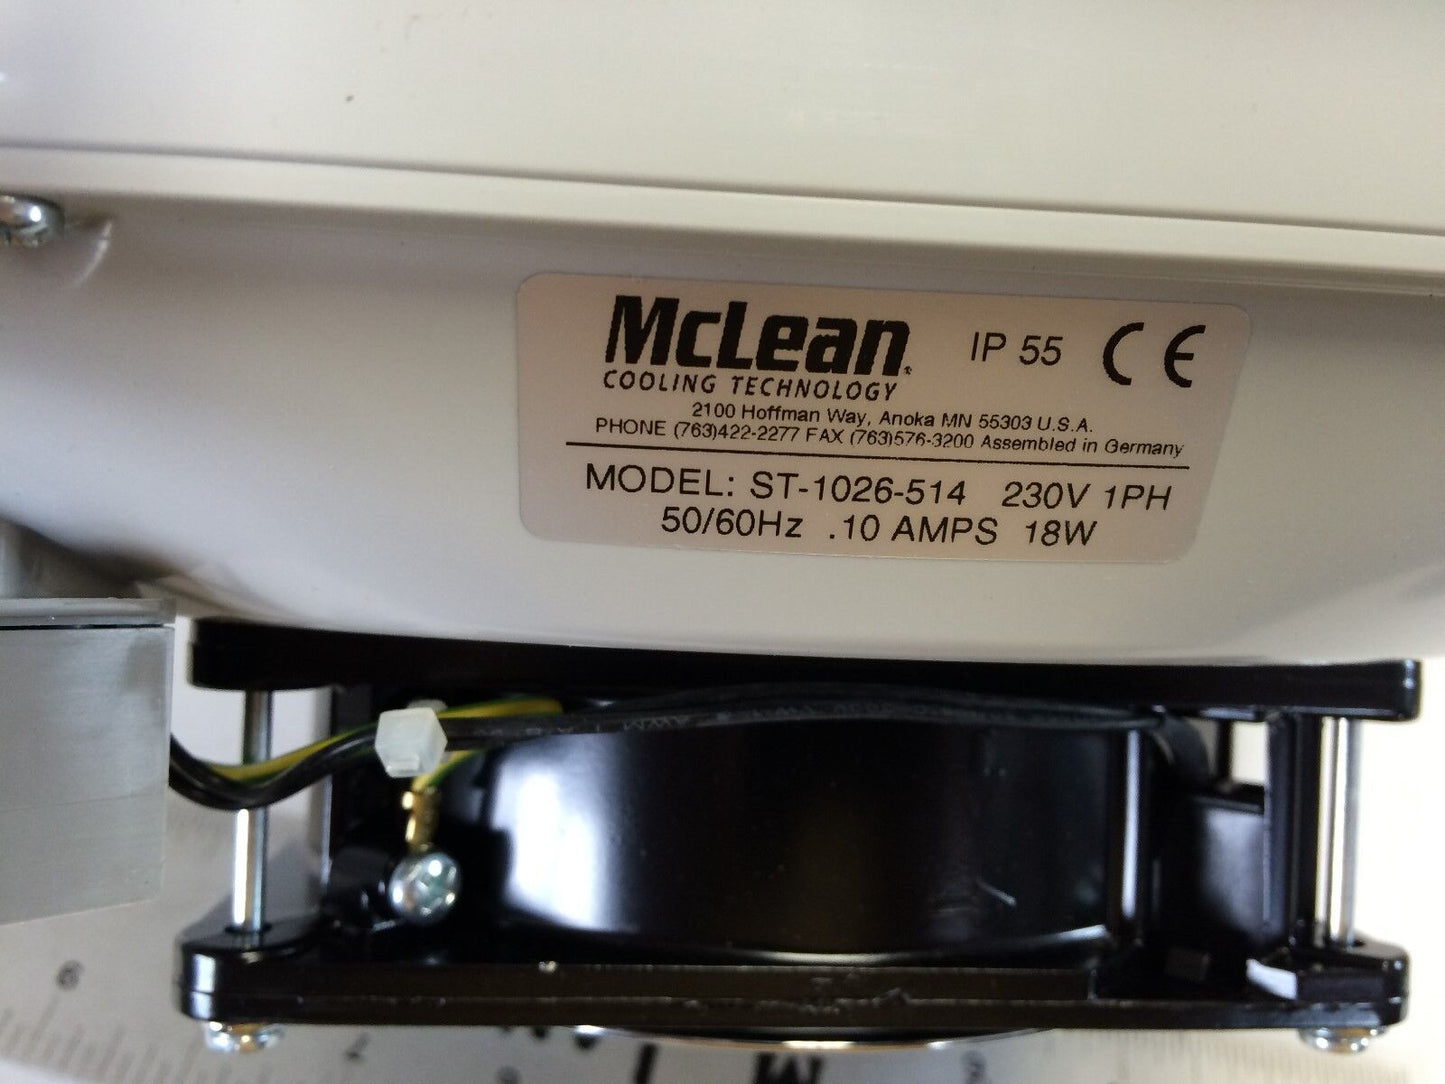 McLean IP 55 CE
COOLING TECHNOLOGY
2100 Hoffman Way, Anoka MN 55303 U.S.A.
PHONE (763)422-2277 FAX (763)576-3200 Assembled in Germany
MODEL: ST-1026-514 230V 1PH
50/60Hz .10 AMPS 18W